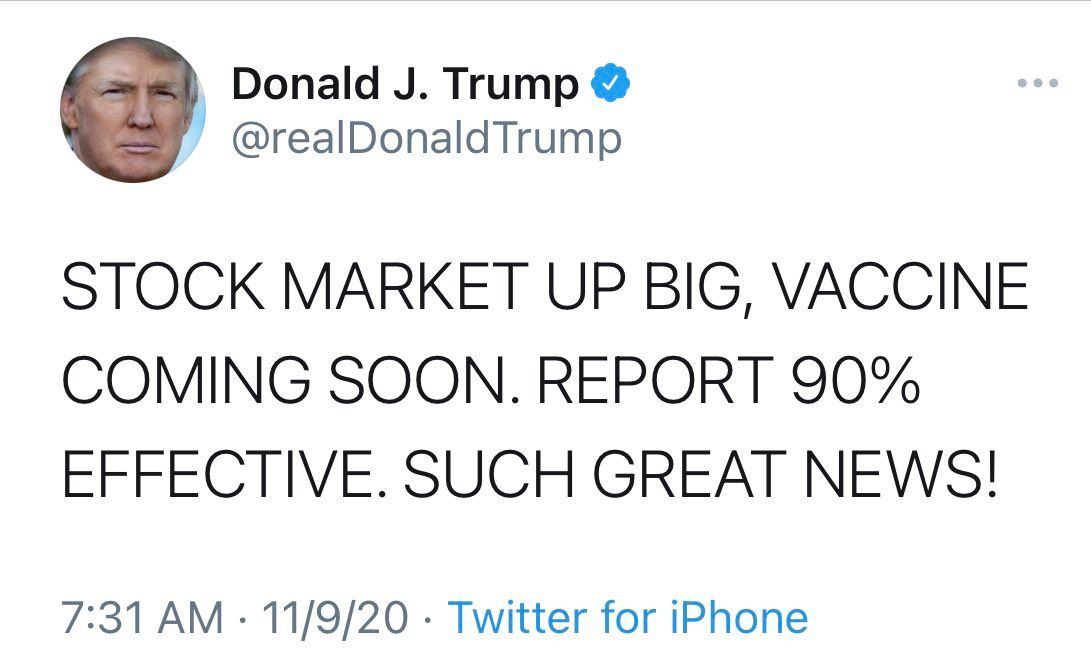 Donald J. Trump
@realDonaldTrump
STOCK MARKET UP BIG, VACCINE
COMING SOON. REPORT 90%
EFFECTIVE. SUCH GREAT NEWS!
7:31 AM · 11/9/20 · Twitter for iPhone